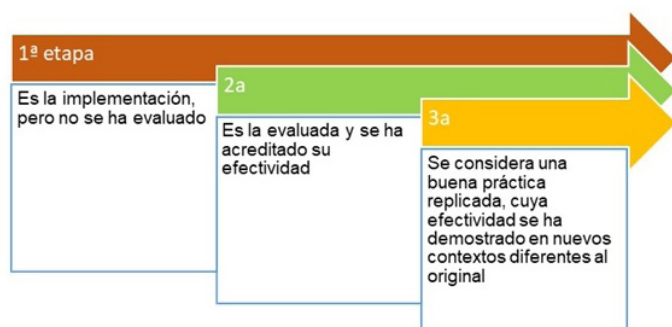 1ª etapa
Es la implementación,
pero no se ha evaluado
2a
Es la evaluada y se ha
acreditado su
efectividad
3a
Se considera una
buena práctica
replicada, cuya
efectividad se ha
demostrado en nuevos
contextos diferentes al
original